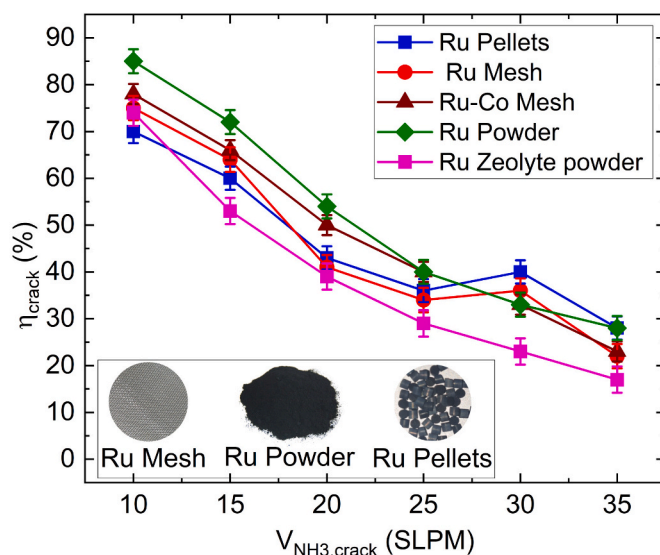 90
80
70
60
50
40
30
20
10
0
η_crack (%)
Ru Pellets
Ru Mesh
Ru-Co Mesh
Ru Powder
Ru Zeolyte powder
Ru Mesh
Ru Powder
Ru Pellets
10 15 20 25 30 35
V_NH3,crack (SLPM)